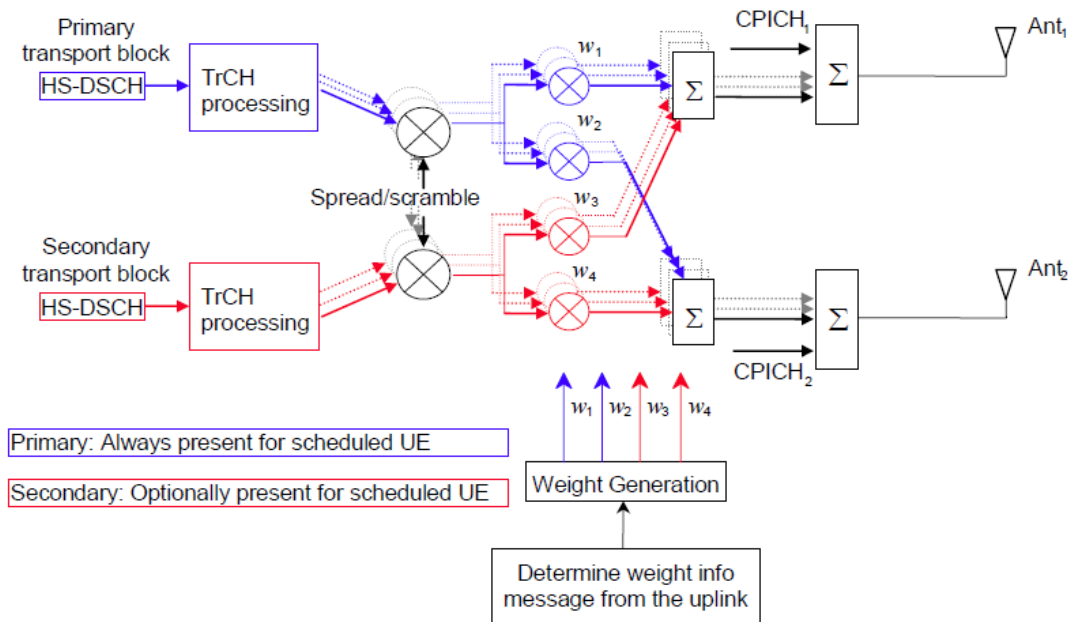 Primary
transport block
HS-DSCH
TrCH
processing
w1
w2
Σ
CPICH1
Σ
Ant1
Spread/scramble
Secondary
transport block
HS-DSCH
TrCH
processing
w3
w4
Σ
CPICH2
Σ
Ant2
w1 w2 w3 w4
Primary: Always present for scheduled UE
Secondary: Optionally present for scheduled UE
Weight Generation
Determine weight info
message from the uplink